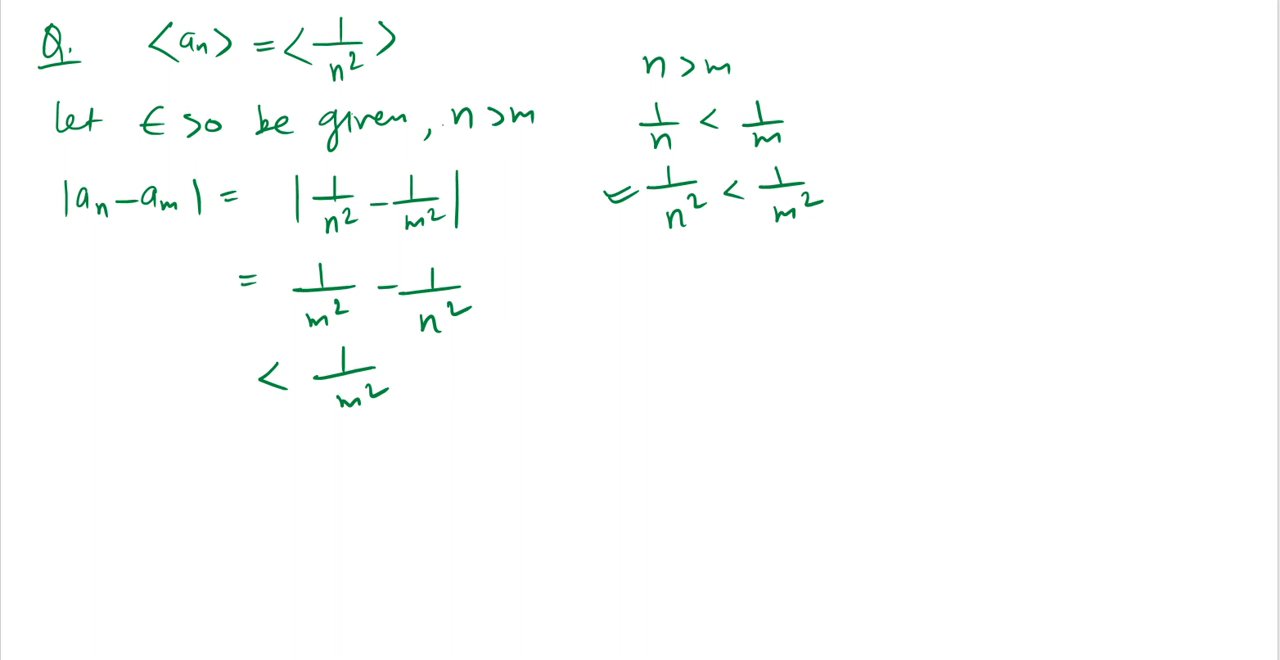 Q. <an> = <1/n²>
let ϵ >0 be given, n>m
|an-am| = |1/n² - 1/m²|
= 1/m² - 1/n²
< 1/m²
n>m
1/n < 1/m
= 1/n² < 1/m²